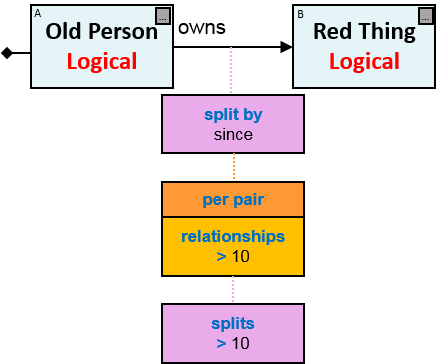 A
...
Old Person
Logical
owns
B
...
Red Thing
Logical
split by
since
per pair
relationships
> 10
splits
> 10